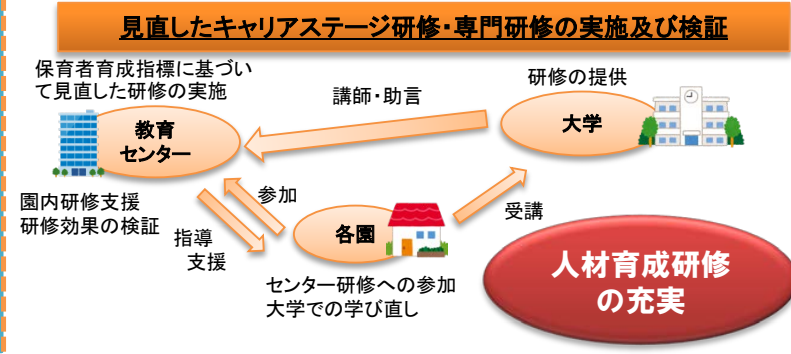 見直したキャリアステージ研修・専門研修の実施及び検証
保育者育成指標に基づい
て見直した研修の実施
講師・助言
研修の提供
教育
センター
大学
園内研修支援
研修効果の検証
参加
指導
支援
各園
受講
センター研修への参加
大学での学び直し
人材育成研修
の充実